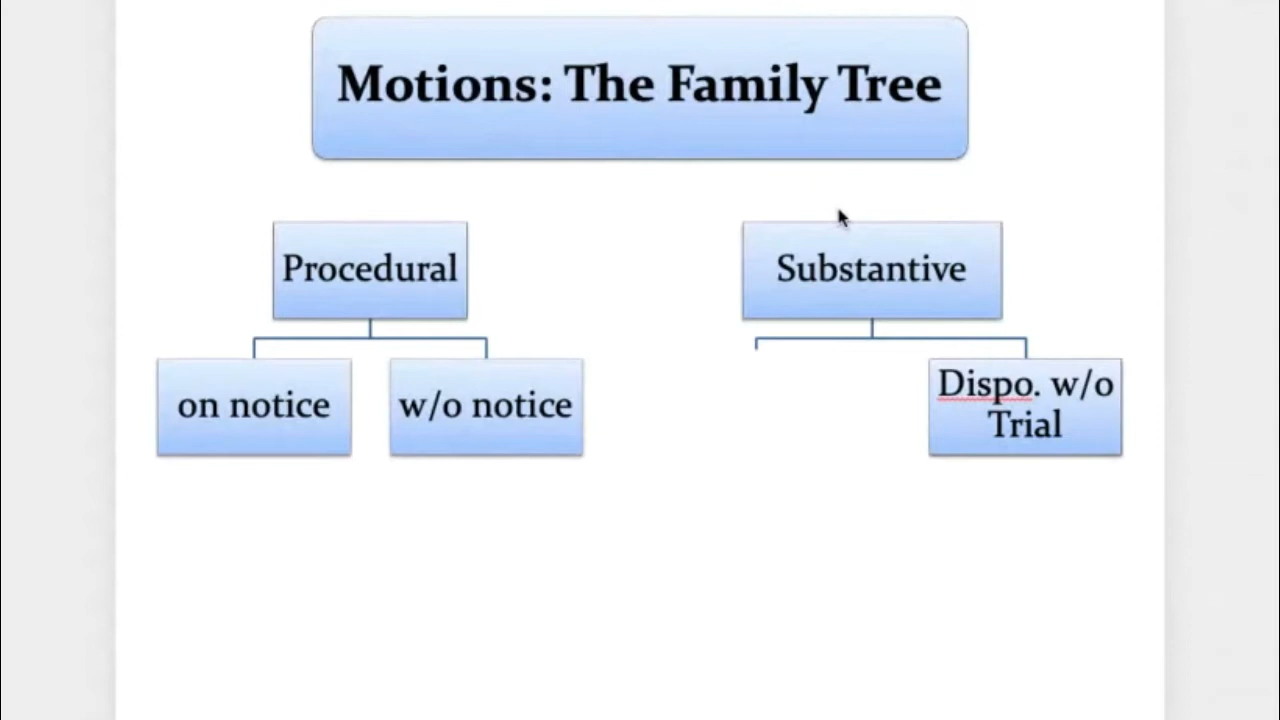 Motions: The Family Tree
Procedural
Substantive
on notice
w/o notice
Dispo. w/o
Trial